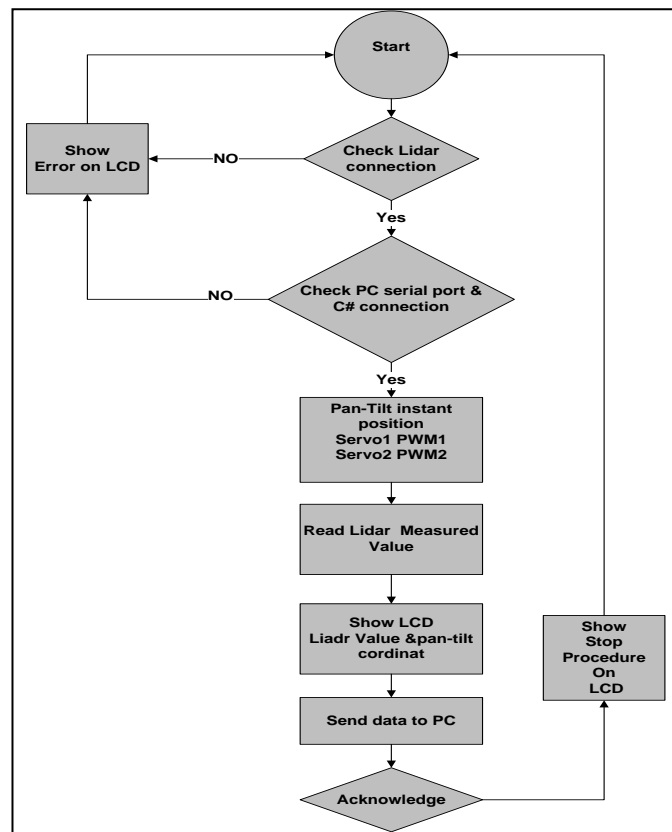 Start
Check Lidar
connection
NO
Show
Error on LCD
Yes
Check PC serial port &
C# connection
NO
Yes
Pan-Tilt instant
position
Servo1 PWM1
Servo2 PWM2
Read Lidar Measured
Value
Show LCD
Liadr Value &pan-tilt
cordinat
Send data to PC
Acknowledge
Show
Stop
Procedure
On
LCD